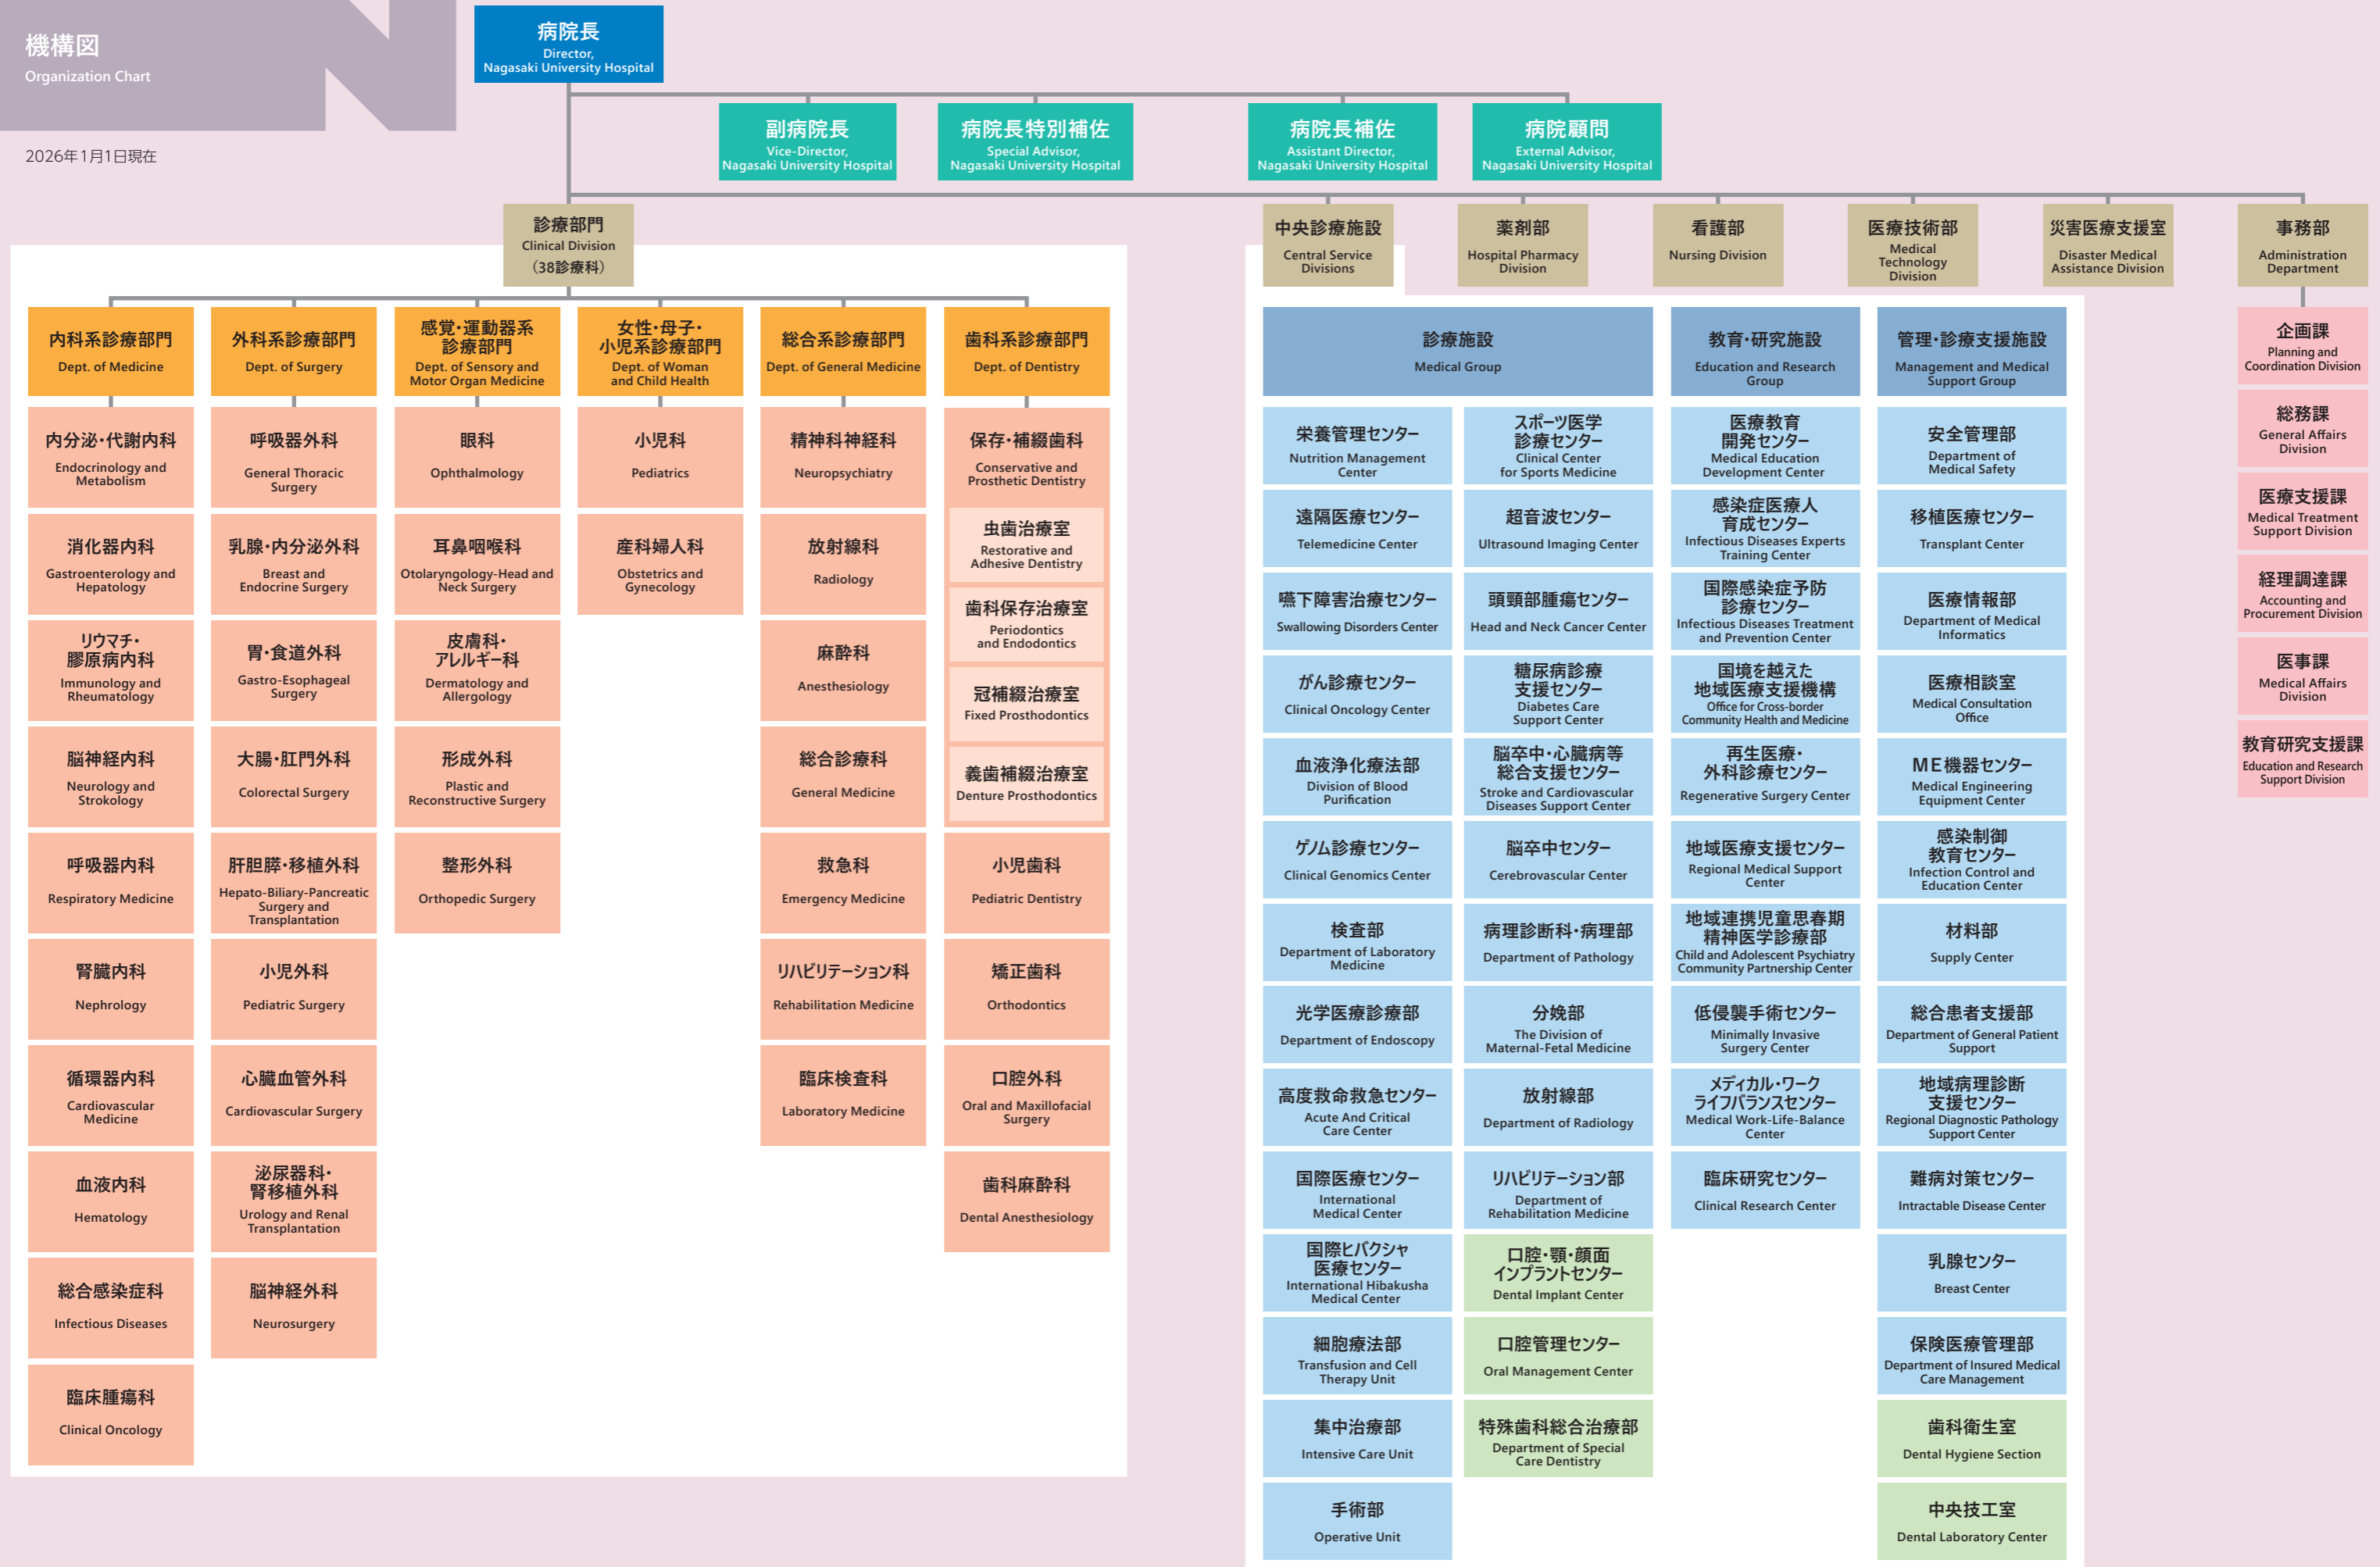 機構図
Organization Chart
2026年1月1日現在
病院長
Director,
Nagasaki University Hospital
副病院長
Vice-Director,
Nagasaki University Hospital
病院長特別補佐
Special Advisor,
Nagasaki University Hospital
病院長補佐
Assistant Director,
Nagasaki University Hospital
病院顧問
External Advisor,
Nagasaki University Hospital
診療部門
Clinical Division
（38診療科）
中央診療施設
Central Service
Divisions
薬剤部
Hospital Pharmacy
Division
看護部
Nursing Division
医療技術部
Medical
Technology
Division
災害医療支援室
Disaster Medical
Assistance Division
事務部
Administration
Department
内科系診療部門
Dept. of Medicine
内分泌・代謝内科
Endocrinology and
Metabolism
消化器内科
Gastroenterology and
Hepatology
リウマチ・
膠原病内科
Immunology and
Rheumatology
脳神経内科
Neurology and
Strokology
呼吸器内科
Respiratory Medicine
腎臓内科
Nephrology
循環器内科
Cardiovascular
Medicine
血液内科
Hematology
総合感染症科
Infectious Diseases
臨床腫瘍科
Clinical Oncology
外科系診療部門
Dept. of Surgery
呼吸器外科
General Thoracic
Surgery
乳腺・内分泌外科
Breast and
Endocrine Surgery
胃・食道外科
Gastro-Esophageal
Surgery
大腸・肛門外科
Colorectal Surgery
肝胆膵・移植外科
Hepato-Biliary-Pancreatic
Surgery and
Transplantation
小児外科
Pediatric Surgery
心臓血管外科
Cardiovascular Surgery
泌尿器科・
腎移植外科
Urology and Renal
Transplantation
脳神経外科
Neurosurgery
感覚・運動器系
診療部門
Dept. of Sensory and
Motor Organ Medicine
眼科
Ophthalmology
耳鼻咽喉科
Otolaryngology-Head and
Neck Surgery
皮膚科・
アレルギー科
Dermatology and
Allergology
形成外科
Plastic and
Reconstructive Surgery
整形外科
Orthopedic Surgery
女性・母子・
小児系診療部門
Dept. of Woman
and Child Health
小児科
Pediatrics
産科婦人科
Obstetrics and
Gynecology
総合系診療部門
Dept. of General Medicine
精神科神経科
Neuropsychiatry
放射線科
Radiology
麻酔科
Anesthesiology
総合診療科
General Medicine
救急科
Emergency Medicine
リハビリテーション科
Rehabilitation Medicine
臨床検査科
Laboratory Medicine
歯科系診療部門
Dept. of Dentistry
保存・補綴歯科
Conservative and
Prosthetic Dentistry
虫歯治療室
Restorative and
Adhesive Dentistry
歯科保存治療室
Periodontics
and Endodontics
冠補綴治療室
Fixed Prosthodontics
義歯補綴治療室
Denture Prosthodontics
小児歯科
Pediatric Dentistry
矯正歯科
Orthodontics
口腔外科
Oral and Maxillofacial
Surgery
歯科麻酔科
Dental Anesthesiology
診療施設
Medical Group
栄養管理センター
Nutrition Management
Center
遠隔医療センター
Telemedicine Center
嚥下障害治療センター
Swallowing Disorders Center
がん診療センター
Clinical Oncology Center
血液浄化療法部
Division of Blood
Purification
ゲノム診療センター
Clinical Genomics Center
検査部
Department of Laboratory
Medicine
光学医療診療部
Department of Endoscopy
高度救命救急センター
Acute And Critical
Care Center
国際医療センター
International
Medical Center
国際ヒバクシャ
医療センター
International Hibakusha
Medical Center
細胞療法部
Transfusion and Cell
Therapy Unit
集中治療部
Intensive Care Unit
手術部
Operative Unit
スポーツ医学
診療センター
Clinical Center
for Sports Medicine
超音波センター
Ultrasound Imaging Center
頭頸部腫瘍センター
Head and Neck Cancer Center
糖尿病診療
支援センター
Diabetes Care
Support Center
脳卒中・心臓病等
総合支援センター
Stroke and Cardiovascular
Diseases Support Center
脳卒中センター
Cerebrovascular Center
病理診断科・病理部
Department of Pathology
分娩部
The Division of
Maternal-Fetal Medicine
放射線部
Department of Radiology
リハビリテーション部
Department of
Rehabilitation Medicine
口腔・顎・顔面
インプラントセンター
Dental Implant Center
口腔管理センター
Oral Management Center
特殊歯科総合治療部
Department of Special
Care Dentistry
教育・研究施設
Education and Research
Group
医療教育
開発センター
Medical Education
Development Center
感染症医療人
育成センター
Infectious Diseases Experts
Training Center
国際感染症予防
診療センター
Infectious Diseases Treatment
and Prevention Center
国境を越えた
地域医療支援機構
Office for Cross-border
Community Health and Medicine
再生医療・
外科診療センター
Regenerative Surgery Center
地域医療支援センター
Regional Medical Support
Center
地域連携児童思春期
精神医学診療部
Child and Adolescent Psychiatry
Community Partnership Center
低侵襲手術センター
Minimally Invasive
Surgery Center
メディカル・ワーク
ライフバランスセンター
Medical Work-Life-Balance
Center
臨床研究センター
Clinical Research Center
管理・診療支援施設
Management and Medical
Support Group
安全管理部
Department of
Medical Safety
移植医療センター
Transplant Center
医療情報部
Department of Medical
Informatics
医療相談室
Medical Consultation
Office
ME機器センター
Medical Engineering
Equipment Center
感染制御
教育センター
Infection Control and
Education Center
材料部
Supply Center
総合患者支援部
Department of General Patient
Support
地域病理診断
支援センター
Regional Diagnostic Pathology
Support Center
難病対策センター
Intractable Disease Center
乳腺センター
Breast Center
保険医療管理部
Department of Insured Medical
Care Management
歯科衛生室
Dental Hygiene Section
中央技工室
Dental Laboratory Center
企画課
Planning and
Coordination Division
総務課
General Affairs
Division
医療支援課
Medical Treatment
Support Division
経理調達課
Accounting and
Procurement Division
医事課
Medical Affairs
Division
教育研究支援課
Education and Research
Support Division